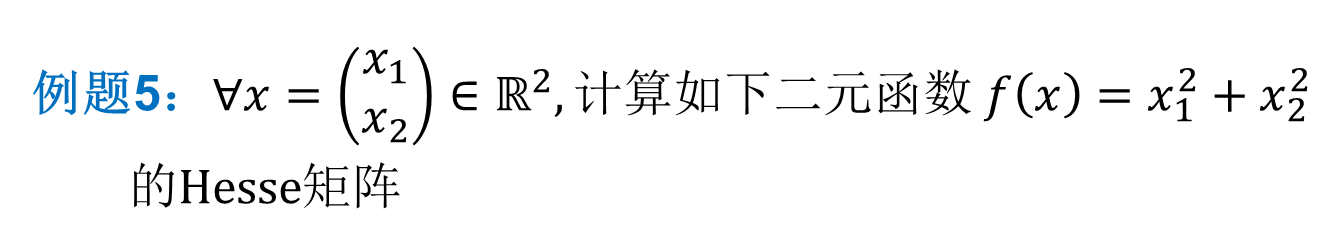 例题5：∀x = (x₁ x₂) ∈ ℝ², 计算如下二元函数 f(x) = x₁² + x₂²
的Hesse矩阵